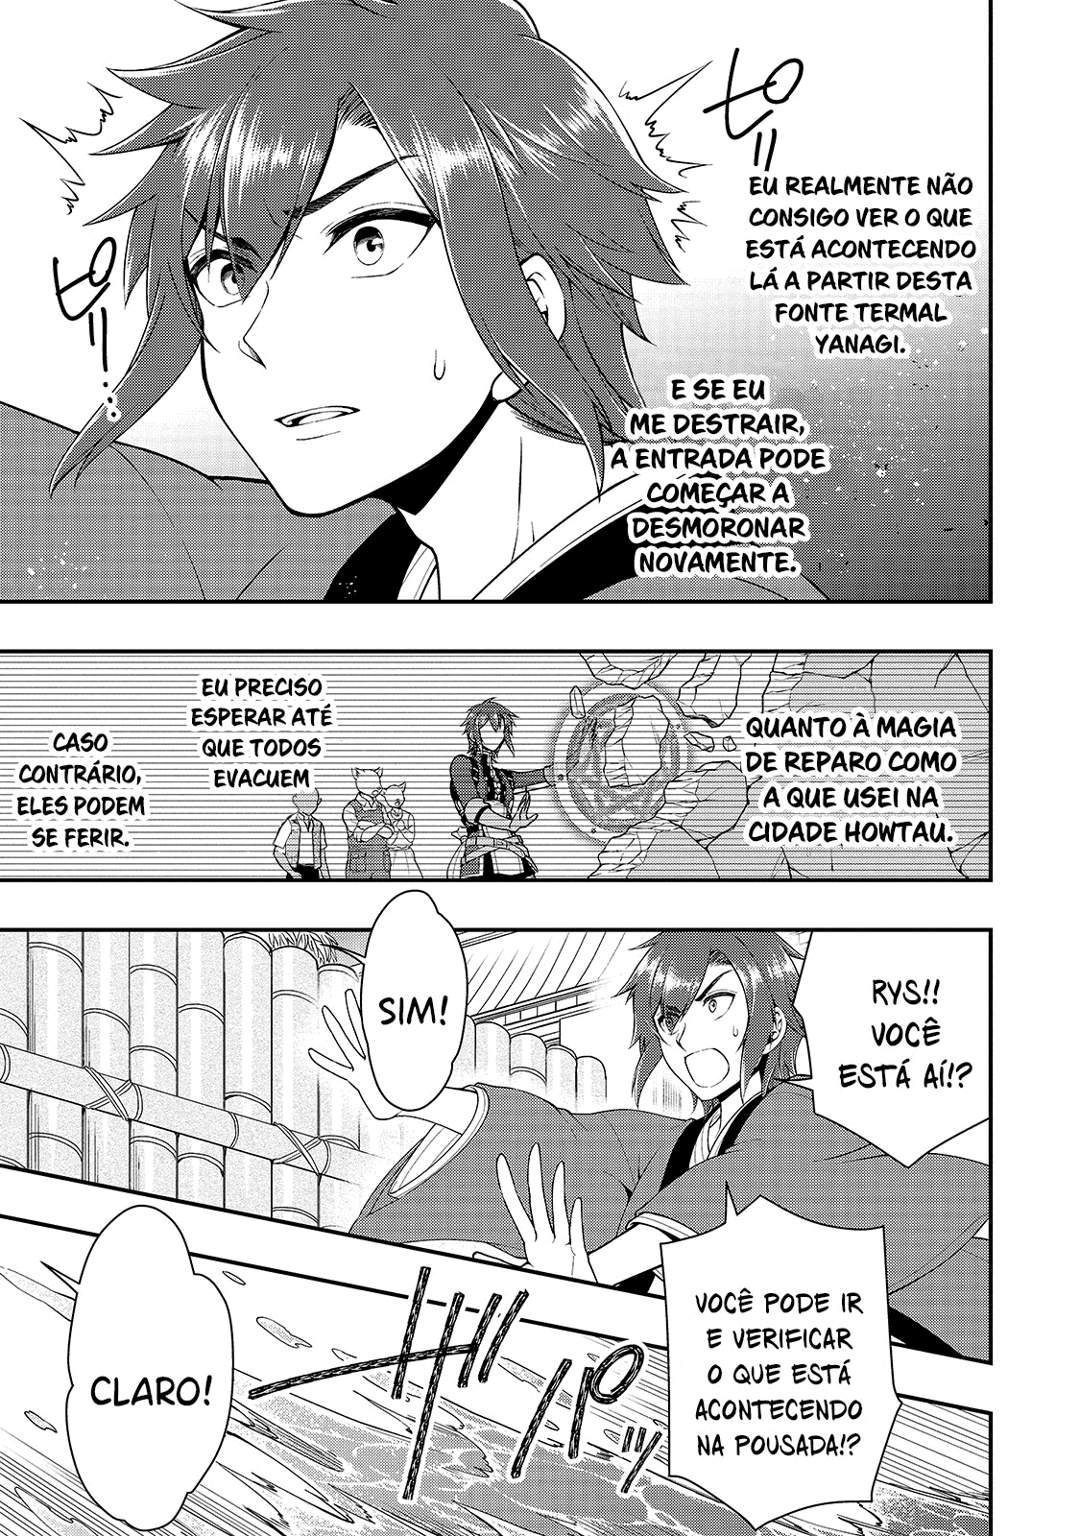 ピクッ
EU REALMENTE NÃO
CONSIGO VER O QUE
ESTÁ ACONTECENDO
LÁ A PARTIR DESTA
FONTE TERMAL
YANAGI.
E SE EU
ME DESTRAIR,
A ENTRADA PODE
COMEÇAR A
DESMORONAR
NOVAMENTE.
QUANTO À MAGIA
DE REPARO COMO
A QUE USEI NA
CIDADE HOWTAU.
EU PRECISO
ESPERAR ATÉ
QUE TODOS
EVACUEM
CASO
CONTRÁRIO,
ELES PODEM
SE FERIR.
RYS!!
VOCÊ
ESTÁ AÍ!?
SIM!
VOCÊ PODE IR
E VERIFICAR
O QUE ESTÁ
ACONTECENDO
NA POUSADA!?
ザパッ
CLARO!